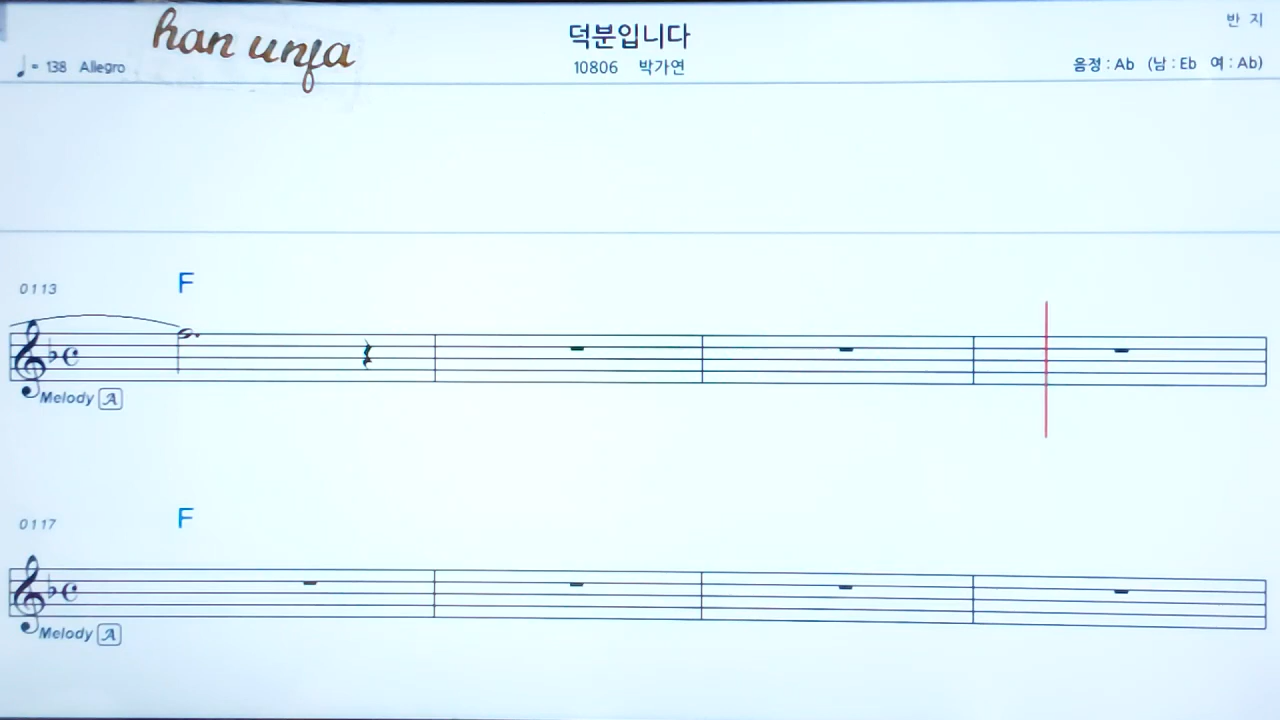 han unfa
덕분입니다
반 지
♩= 138 Allegro
10806 박가연
음정 : Ab (남 : Eb 여 : Ab)
0113
F
Melody A
0117
F
Melody A